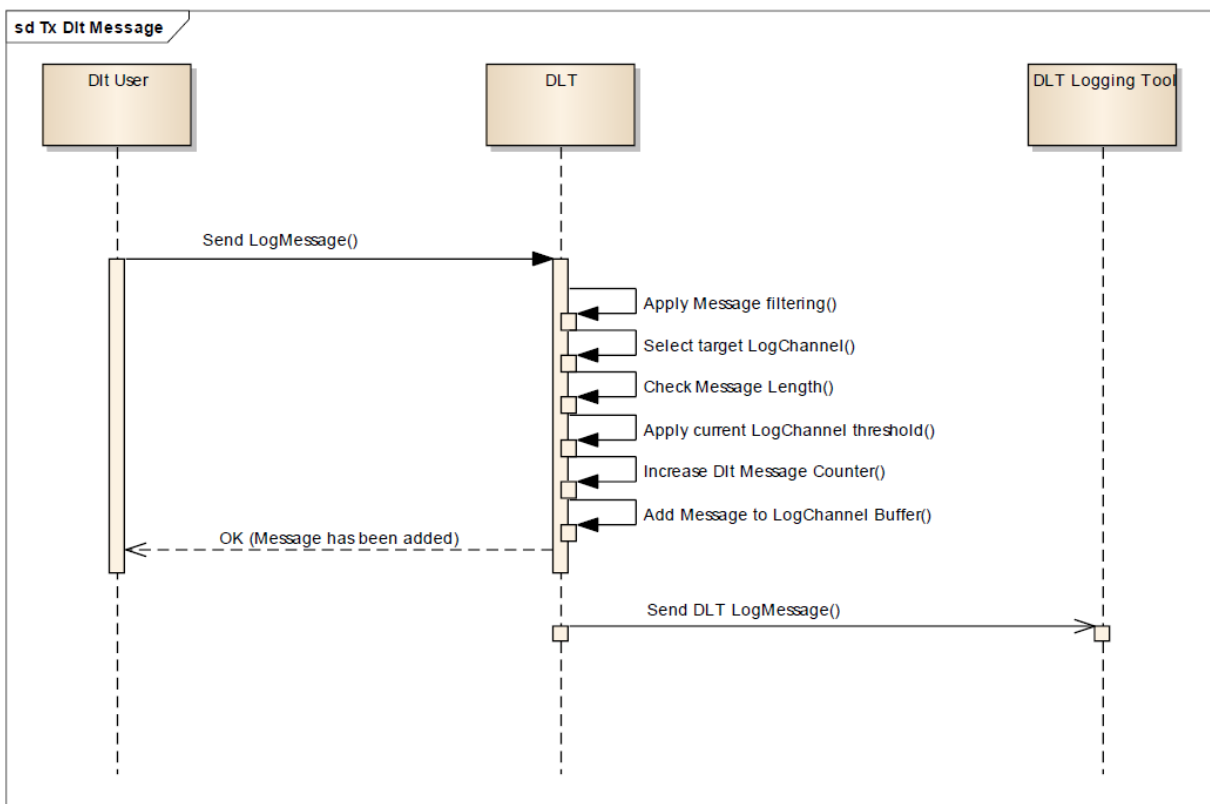 sd Tx Dlt Message
Dlt User
DLT
DLT Logging Tool
Send LogMessage()
Apply Message filtering()
Select target LogChannel()
Check Message Length()
Apply current LogChannel threshold()
Increase Dlt Message Counter()
Add Message to LogChannel Buffer()
OK (Message has been added)
Send DLT LogMessage()